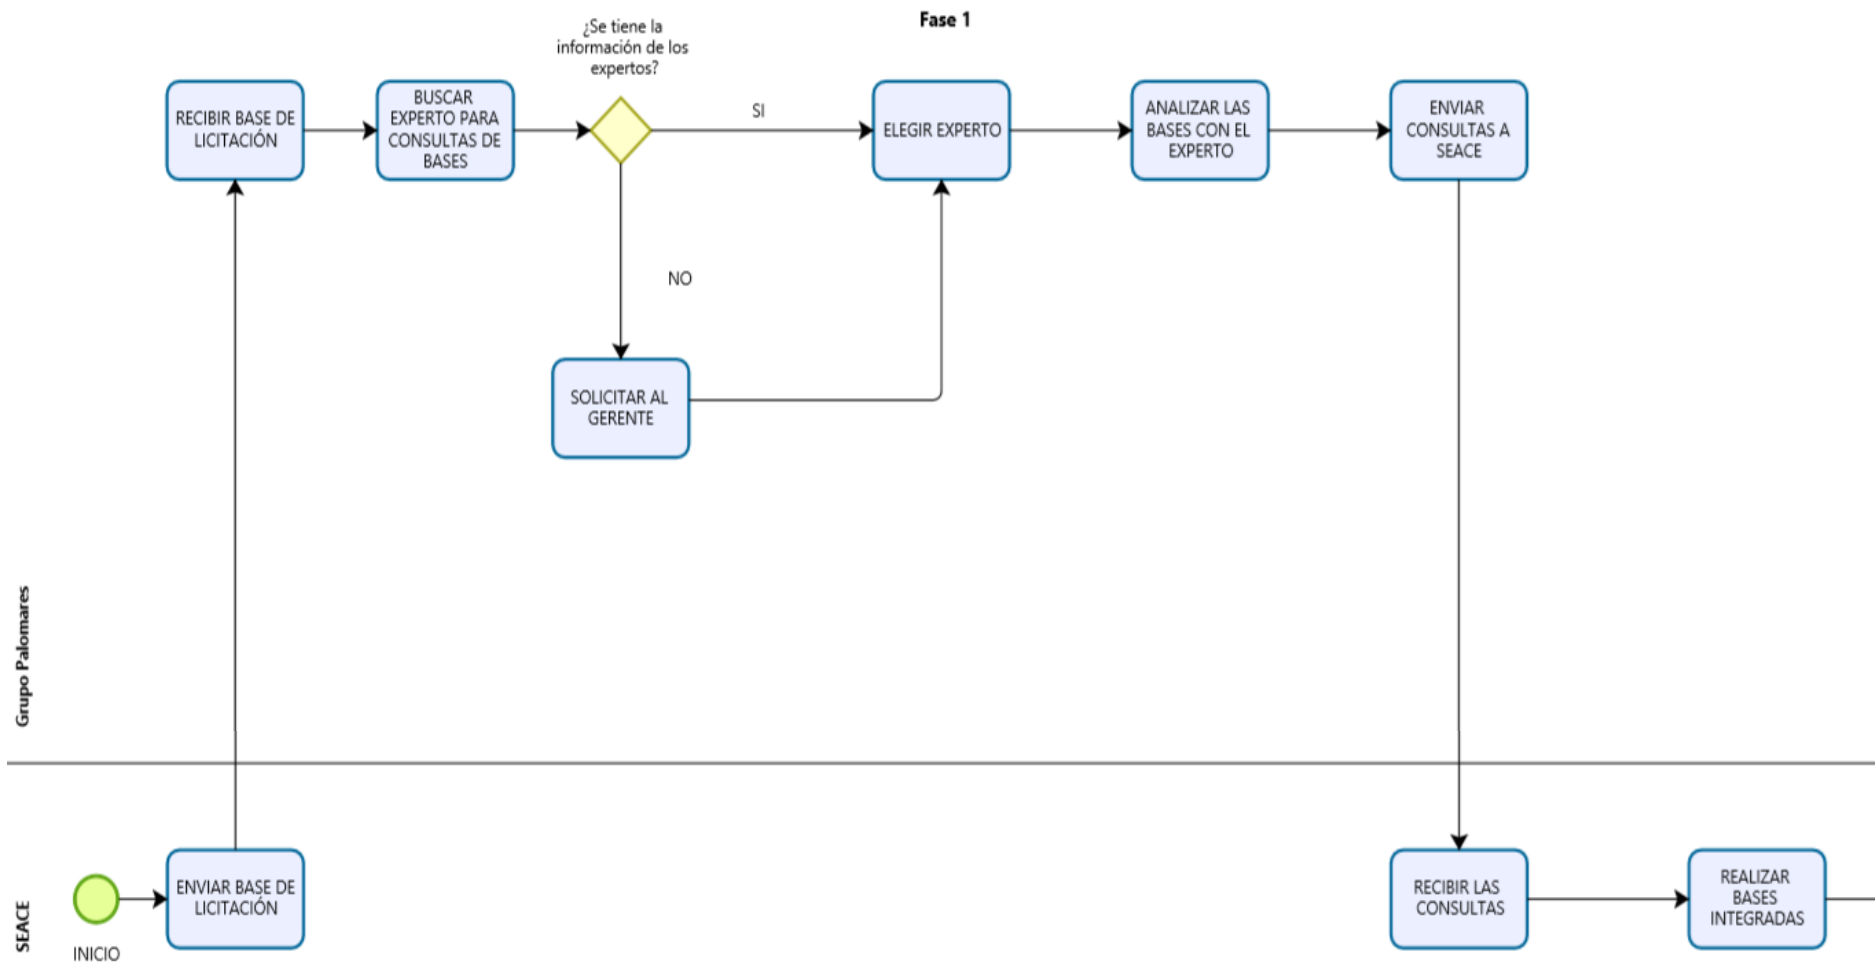 Fase 1
¿Se tiene la
información de los
expertos?
RECIBIR BASE DE
LICITACIÓN
BUSCAR
EXPERTO PARA
CONSULTAS DE
BASES
SI
ELEGIR EXPERTO
ANALIZAR LAS
BASES CON EL
EXPERTO
ENVIAR
CONSULTAS A
SEACE
NO
SOLICITAR AL
GERENTE
Grupo Palomares
SEACE
INICIO
ENVIAR BASE DE
LICITACIÓN
RECIBIR LAS
CONSULTAS
REALIZAR
BASES
INTEGRADAS